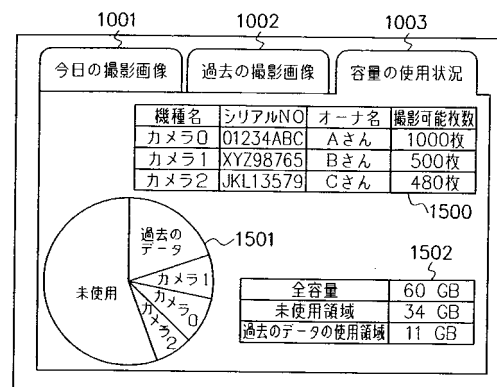 1001 1002 1003
今日の撮影画像 過去の撮影画像 容量の使用状況
機種名 シリアルNO オーナ名 撮影可能枚数
カメラ0 01234ABC Aさん 1000枚
カメラ1 XYZ98765 Bさん 500枚
カメラ2 JKL13579 Cさん 480枚
1500
過去の
データ
1501
カメラ1
カメラ0
カメラ2
未使用
1502
全容量 60 GB
未使用領域 34 GB
過去のデータの使用領域 11 GB